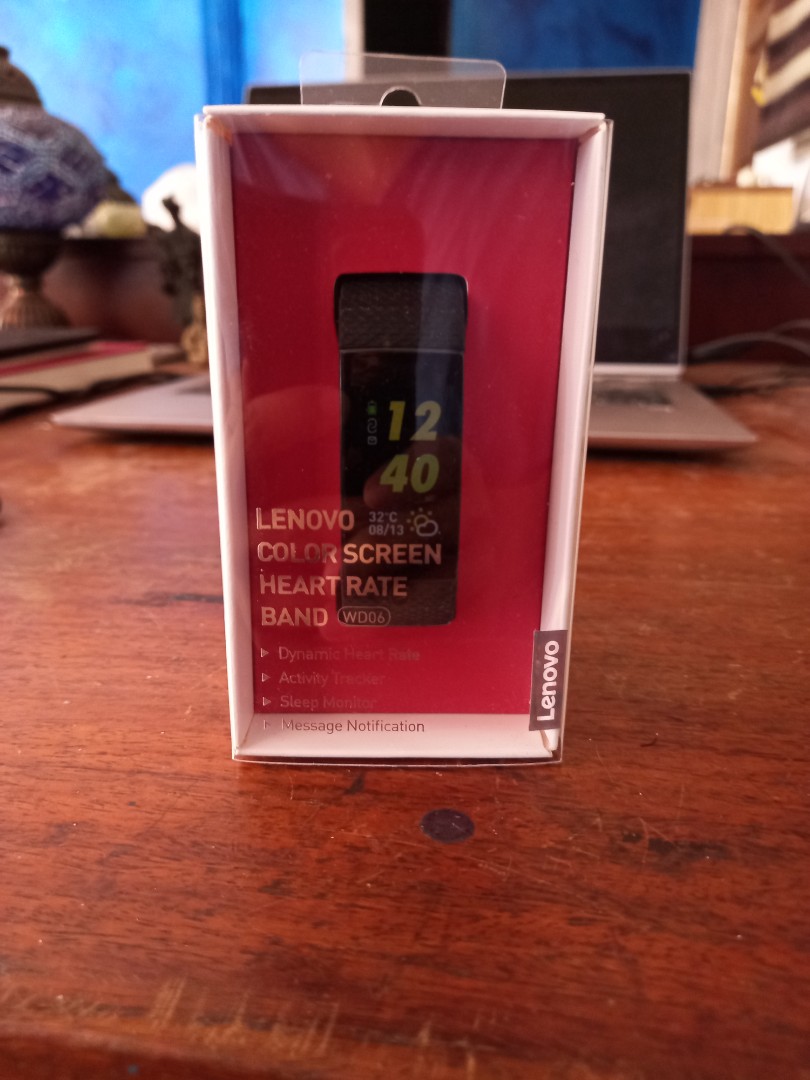 12
40
32°C
08/13
LENOVO
COLOR SCREEN
HEART RATE
BAND WD06
Dynamic Heart Rate
Activity Tracker
Sleep Monitor
Message Notification
Lenovo